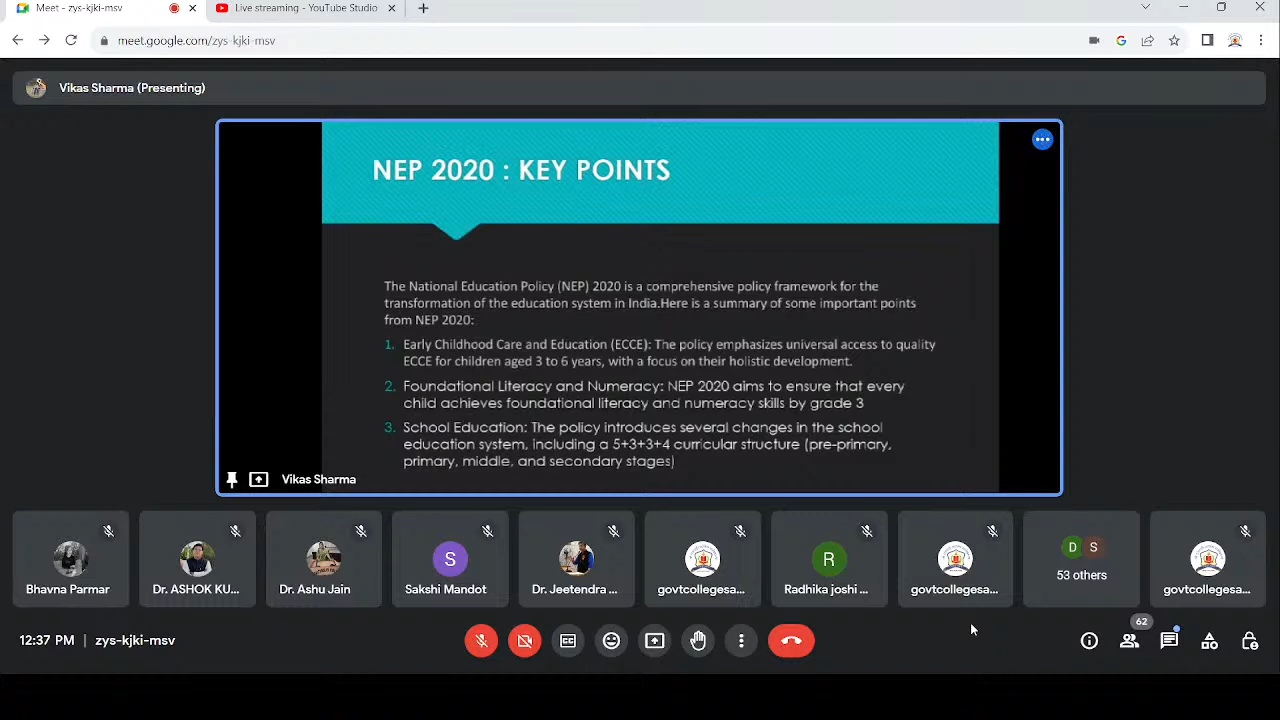 Meet - zys-kjki-msv
Live streaming - YouTube Studio
meet.google.com/zys-kjki-msv
Vikas Sharma (Presenting)
NEP 2020 : KEY POINTS
The National Education Policy (NEP) 2020 is a comprehensive policy framework for the
transformation of the education system in India.Here is a summary of some important points
from NEP 2020:
1. Early Childhood Care and Education (ECCE): The policy emphasizes universal access to quality
ECCE for children aged 3 to 6 years, with a focus on their holistic development.
2. Foundational Literacy and Numeracy: NEP 2020 aims to ensure that every
child achieves foundational literacy and numeracy skills by grade 3
3. School Education: The policy introduces several changes in the school
education system, including a 5+3+3+4 curricular structure (pre-primary,
primary, middle, and secondary stages)
Vikas Sharma
Bhavna Parmar
Dr. ASHOK KU...
Dr. Ashu Jain
S
Sakshi Mandot
Dr. Jeetendra ...
govtcollegesa...
R
Radhika joshi ...
govtcollegesa...
D S
53 others
govtcollegesa...
12:37 PM | zys-kjki-msv
62